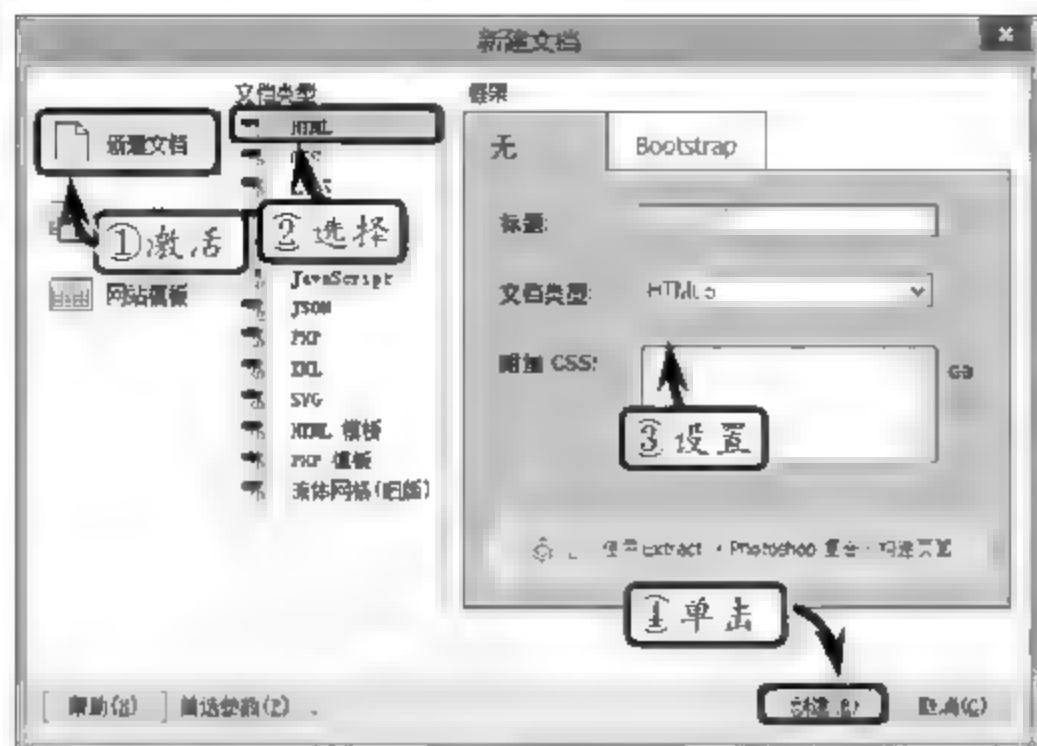 新建文档
文档类型
框架
新建文档
HTML
无
Bootstrap
标题:
①激活
②选择
网站模板
JavaScript
JSON
PHP
XML
SVG
HTML 模板
PHP 模板
流体网格(旧版)
文档类型:
HTML5
附加 CSS:
③设置
④单击
帮助(H)
首选参数(P)
创建(R)
取消(C)